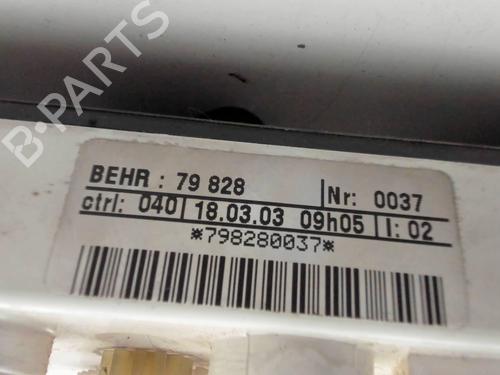 BEHR : 79 828 Nr: 0037
ctrl: 040 18.03.03 09h05 I: 02
*798280037*
B-PARTS